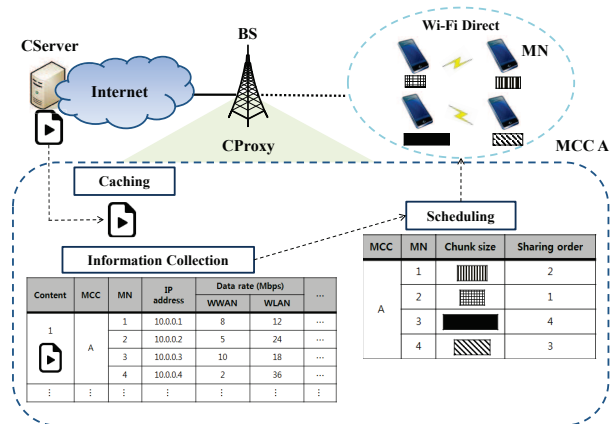 CServer
BS
Wi-Fi Direct
MN
Internet
CProxy
MCC A
Caching
Information Collection
Scheduling
Content MCC MN IP address Data rate (Mbps) ...
WWAN WLAN
1 A 1 10.0.0.1 8 12 ...
2 10.0.0.2 5 24 ...
3 10.0.0.3 10 18 ...
4 10.0.0.4 2 36 ...
⋮ ⋮ ⋮ ⋮ ⋮ ⋮ ⋮
MCC MN Chunk size Sharing order
A 1 2
2 1
3 4
4 3